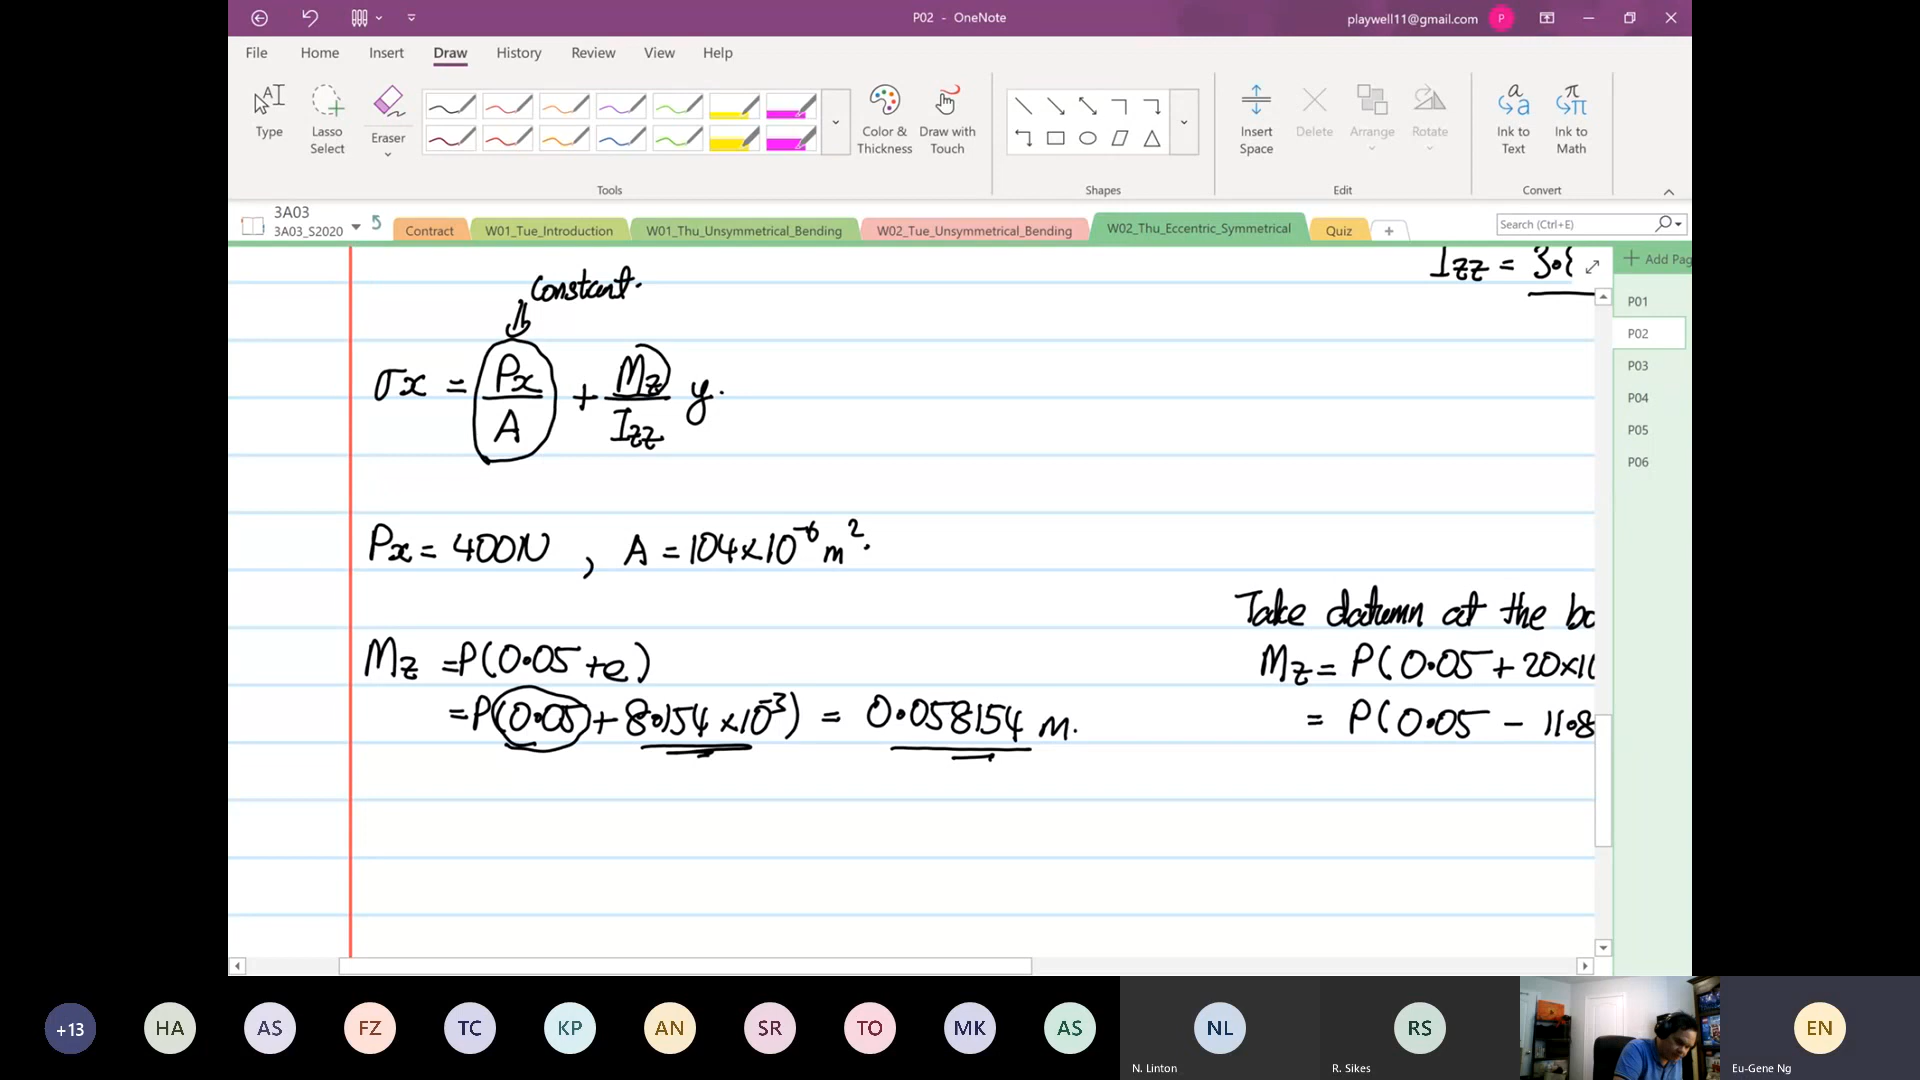 P02 - OneNote
playwell11@gmail.com
P
File Home Insert Draw History Review View Help
Type
Lasso Select
Eraser
Color & Thickness
Draw with Touch
Insert Space
Delete
Arrange
Rotate
Ink to Text
Ink to Math
Tools
Shapes
Edit
Convert
3A03
3A03_S2020
Contract
W01_Tue_Introduction
W01_Thu_Unsymmetrical_Bending
W02_Tue_Unsymmetrical_Bending
W02_Thu_Eccentric_Symmetrical
Quiz
Search (Ctrl+E)
Add Pag
P01
P02
P03
P04
P05
P06
Izz = 30
constant.
σx = Px/A + Mz/Izz y.
Px = 400N , A = 104×10⁻⁶ m².
Take datum at the bo
Mz = P(0.05 + e)
Mz = P(0.05 + 20×10
= P(0.05 + 8.154 ×10⁻³) = 0.058154 m.
= P(0.05 - 11.8
+13 HA AS FZ TC KP AN SR TO MK AS NL RS EN
N. Linton
R. Sikes
Eu-Gene Ng